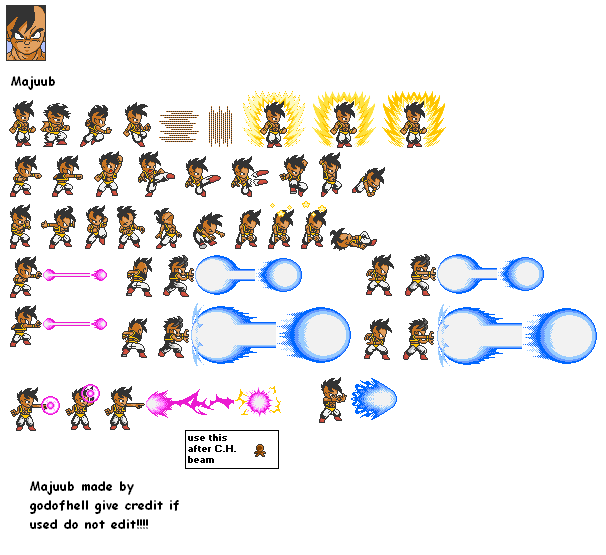 Majuub
use this
after C.H.
beam
Majuub made by
godofhell give credit if
used do not edit!!!!